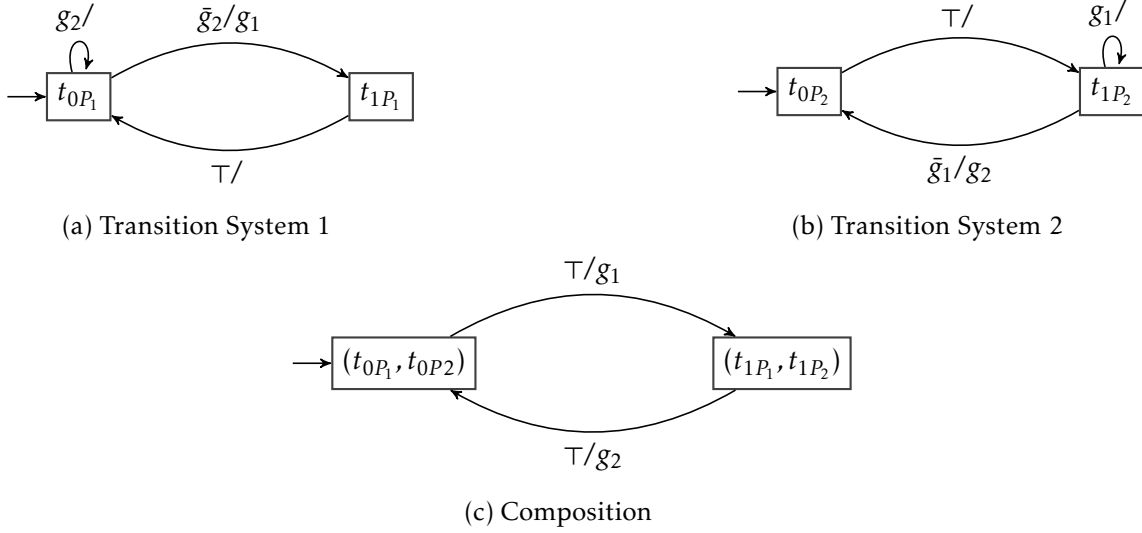 g₂/
ḡ₂/g₁
t₀P₁
t₁P₁
⊤/
(a) Transition System 1
⊤/
g₁/
t₀P₂
t₁P₂
ḡ₁/g₂
(b) Transition System 2
⊤/g₁
(t₀P₁, t₀P2)
(t₁P₁, t₁P₂)
⊤/g₂
(c) Composition